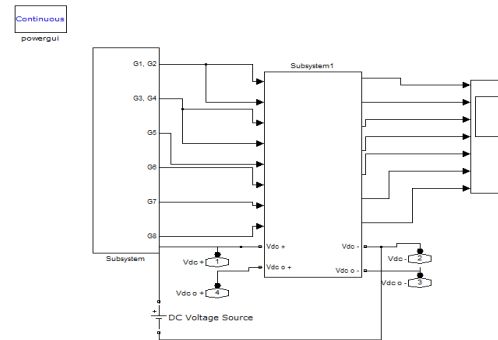 Continuous
powergui
Subsystem1
G1, G2
G3, G4
G5
G6
G7
G8
Subsystem
Vdc +
Vdc -
Vdc +
1
Vdc -
2
Vdc o +
Vdc o -
Vdc o +
4
Vdc o -
3
+
DC Voltage Source